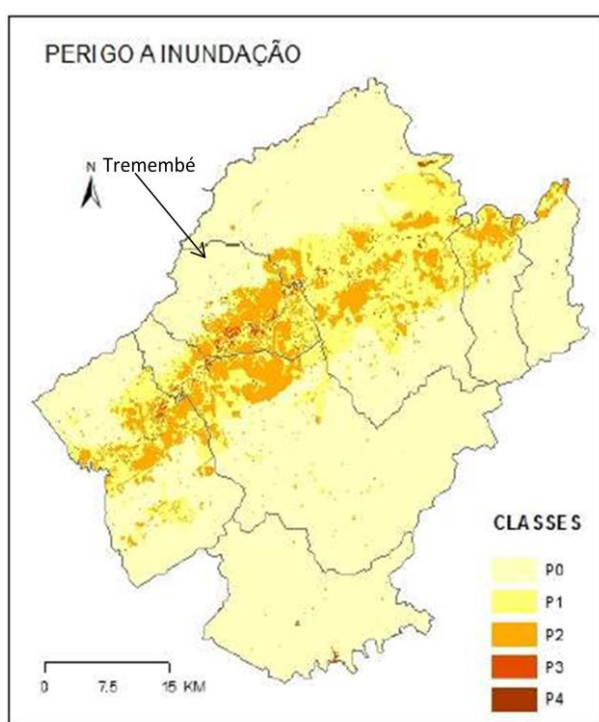 PERIGO A INUNDAÇÃO
N
Tremembé
CLASSES
P0
P1
P2
P3
P4
0 7.5 15 KM